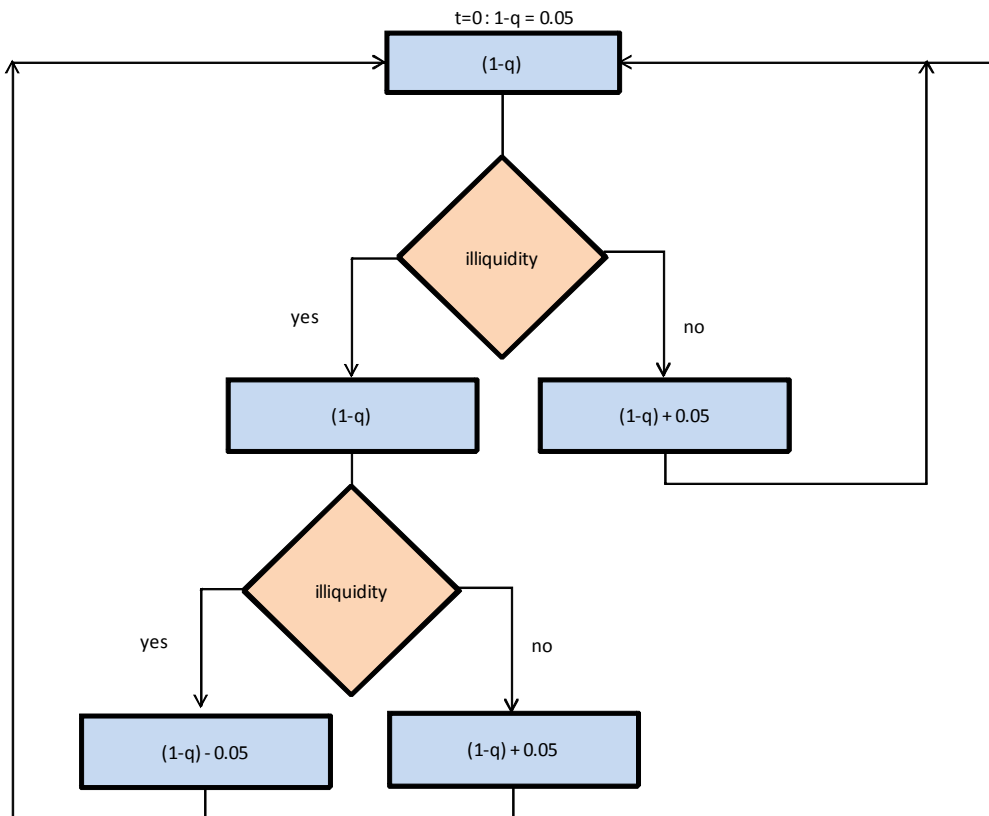 t=0 : 1-q = 0.05
(1-q)
illiquidity
yes
no
(1-q)
(1-q) + 0.05
illiquidity
yes
no
(1-q) - 0.05
(1-q) + 0.05